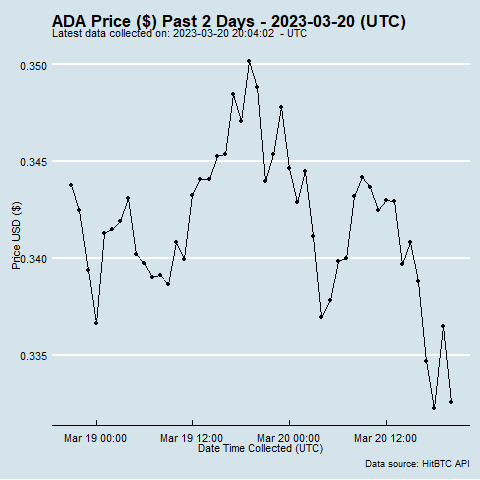 ADA Price ($) Past 2 Days - 2023-03-20 (UTC)
Latest data collected on: 2023-03-20 20:04:02 - UTC
0.350
0.345
0.340
0.335
Price USD ($)
Mar 19 00:00 Mar 19 12:00 Mar 20 00:00 Mar 20 12:00
Date Time Collected (UTC)
Data source: HitBTC API